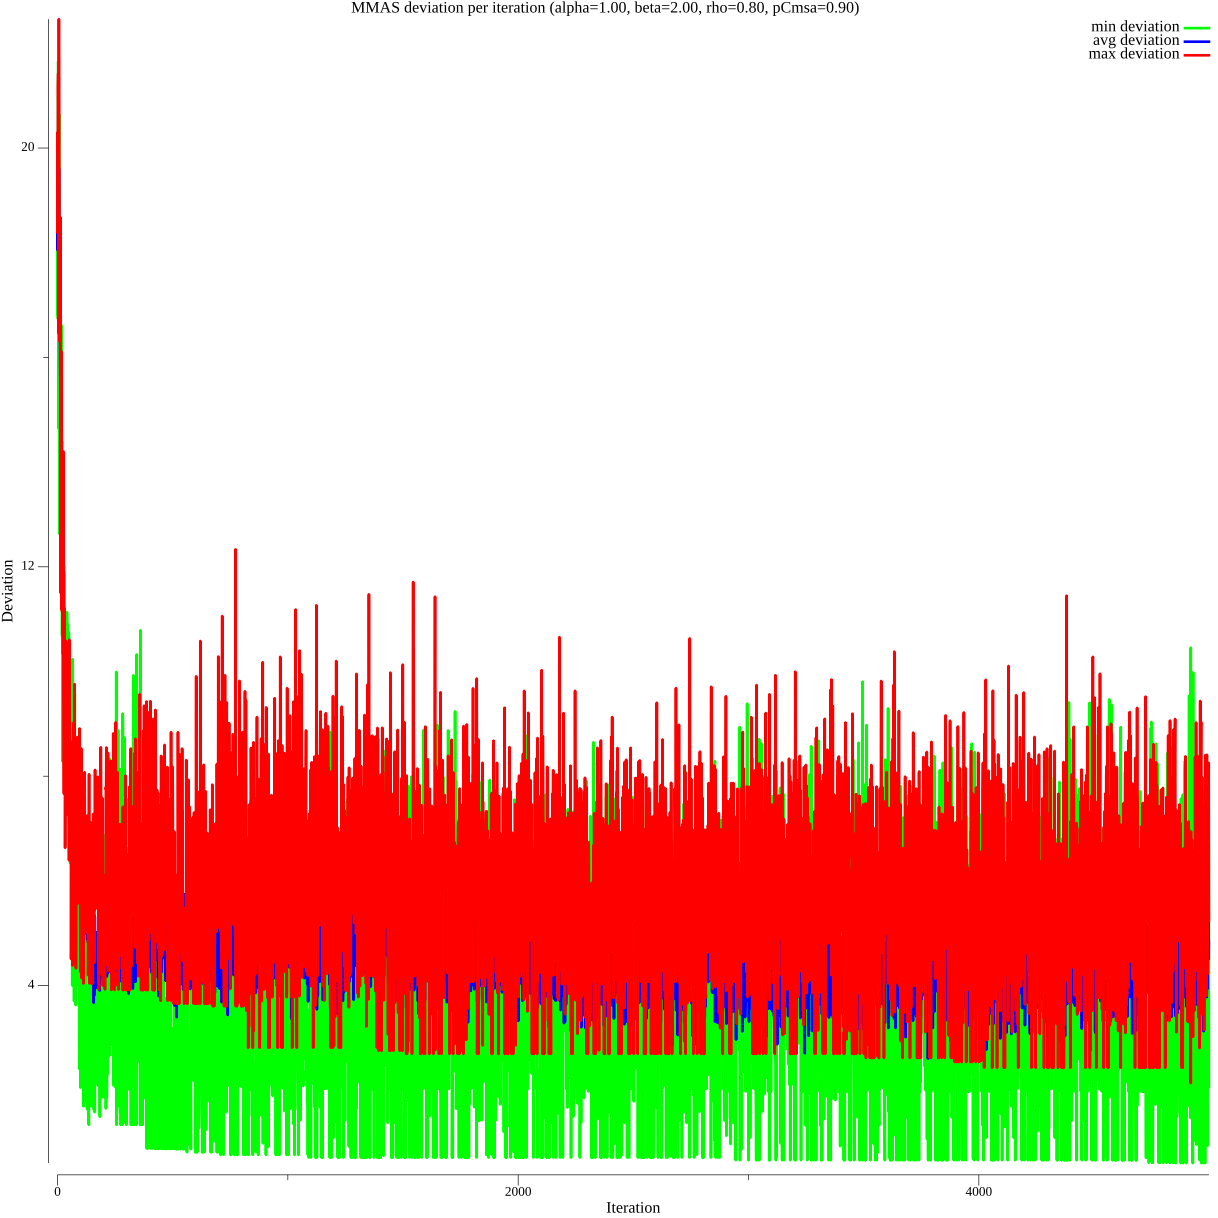 MMAS deviation per iteration (alpha=1.00, beta=2.00, rho=0.80, pCmsa=0.90)
min deviation
avg deviation
max deviation
20
12
4
Deviation
0
2000
4000
Iteration